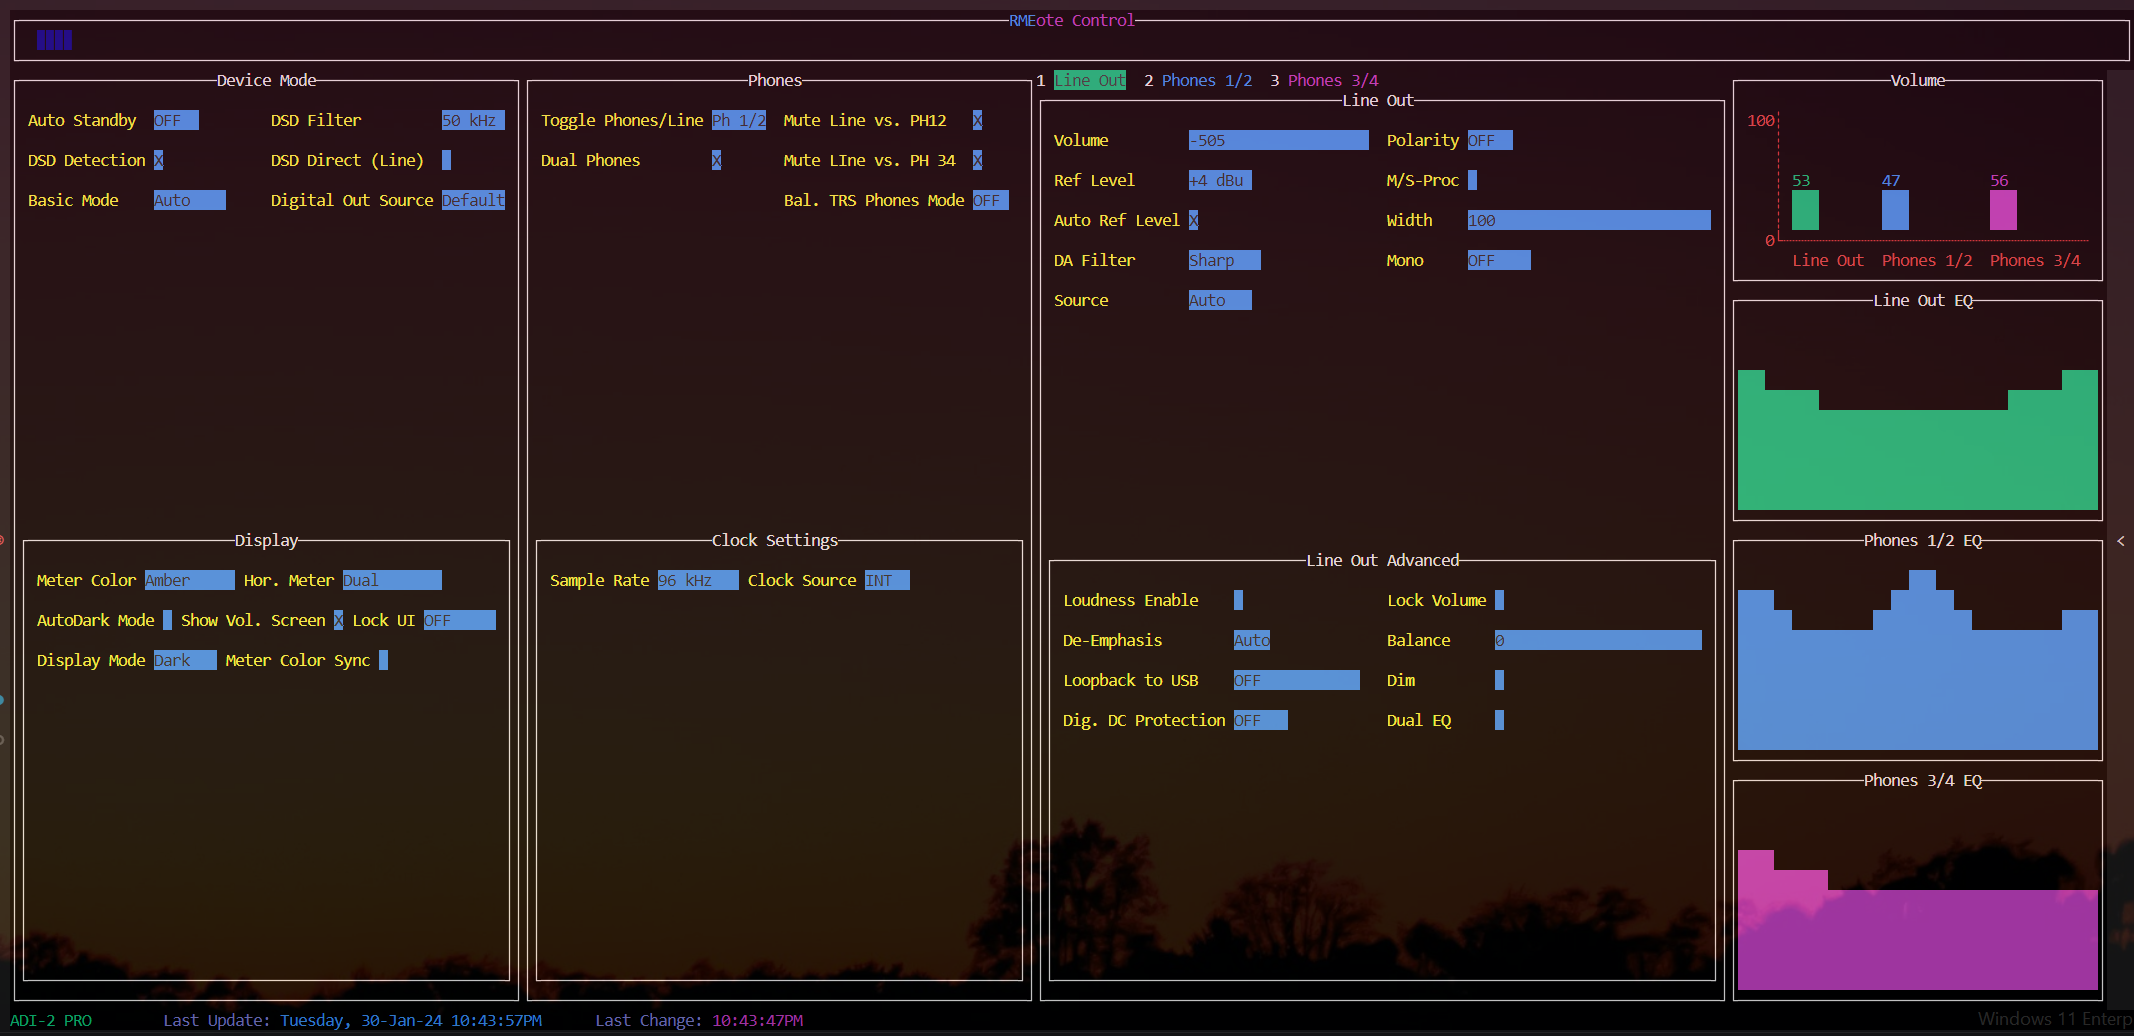 RMEote Control
Device Mode
Auto Standby OFF DSD Filter 50 kHz
DSD Detection X DSD Direct (Line)
Basic Mode Auto Digital Out Source Default
Display
Meter Color Amber Hor. Meter Dual
AutoDark Mode Show Vol. Screen X Lock UI OFF
Display Mode Dark Meter Color Sync
Phones
Toggle Phones/Line Ph 1/2 Mute Line vs. PH12 X
Dual Phones X Mute LIne vs. PH 34 X
Bal. TRS Phones Mode OFF
Clock Settings
Sample Rate 96 kHz Clock Source INT
1 Line Out 2 Phones 1/2 3 Phones 3/4
Line Out
Volume -505 Polarity OFF
Ref Level +4 dBu M/S-Proc
Auto Ref Level X Width 100
DA Filter Sharp Mono OFF
Source Auto
Line Out Advanced
Loudness Enable Lock Volume
De-Emphasis Auto Balance 0
Loopback to USB OFF Dim
Dig. DC Protection OFF Dual EQ
Volume
100
53 47 56
0
Line Out Phones 1/2 Phones 3/4
Line Out EQ
Phones 1/2 EQ
<
Phones 3/4 EQ
ADI-2 PRO Last Update: Tuesday, 30-Jan-24 10:43:57PM Last Change: 10:43:47PM
Windows 11 Enterp